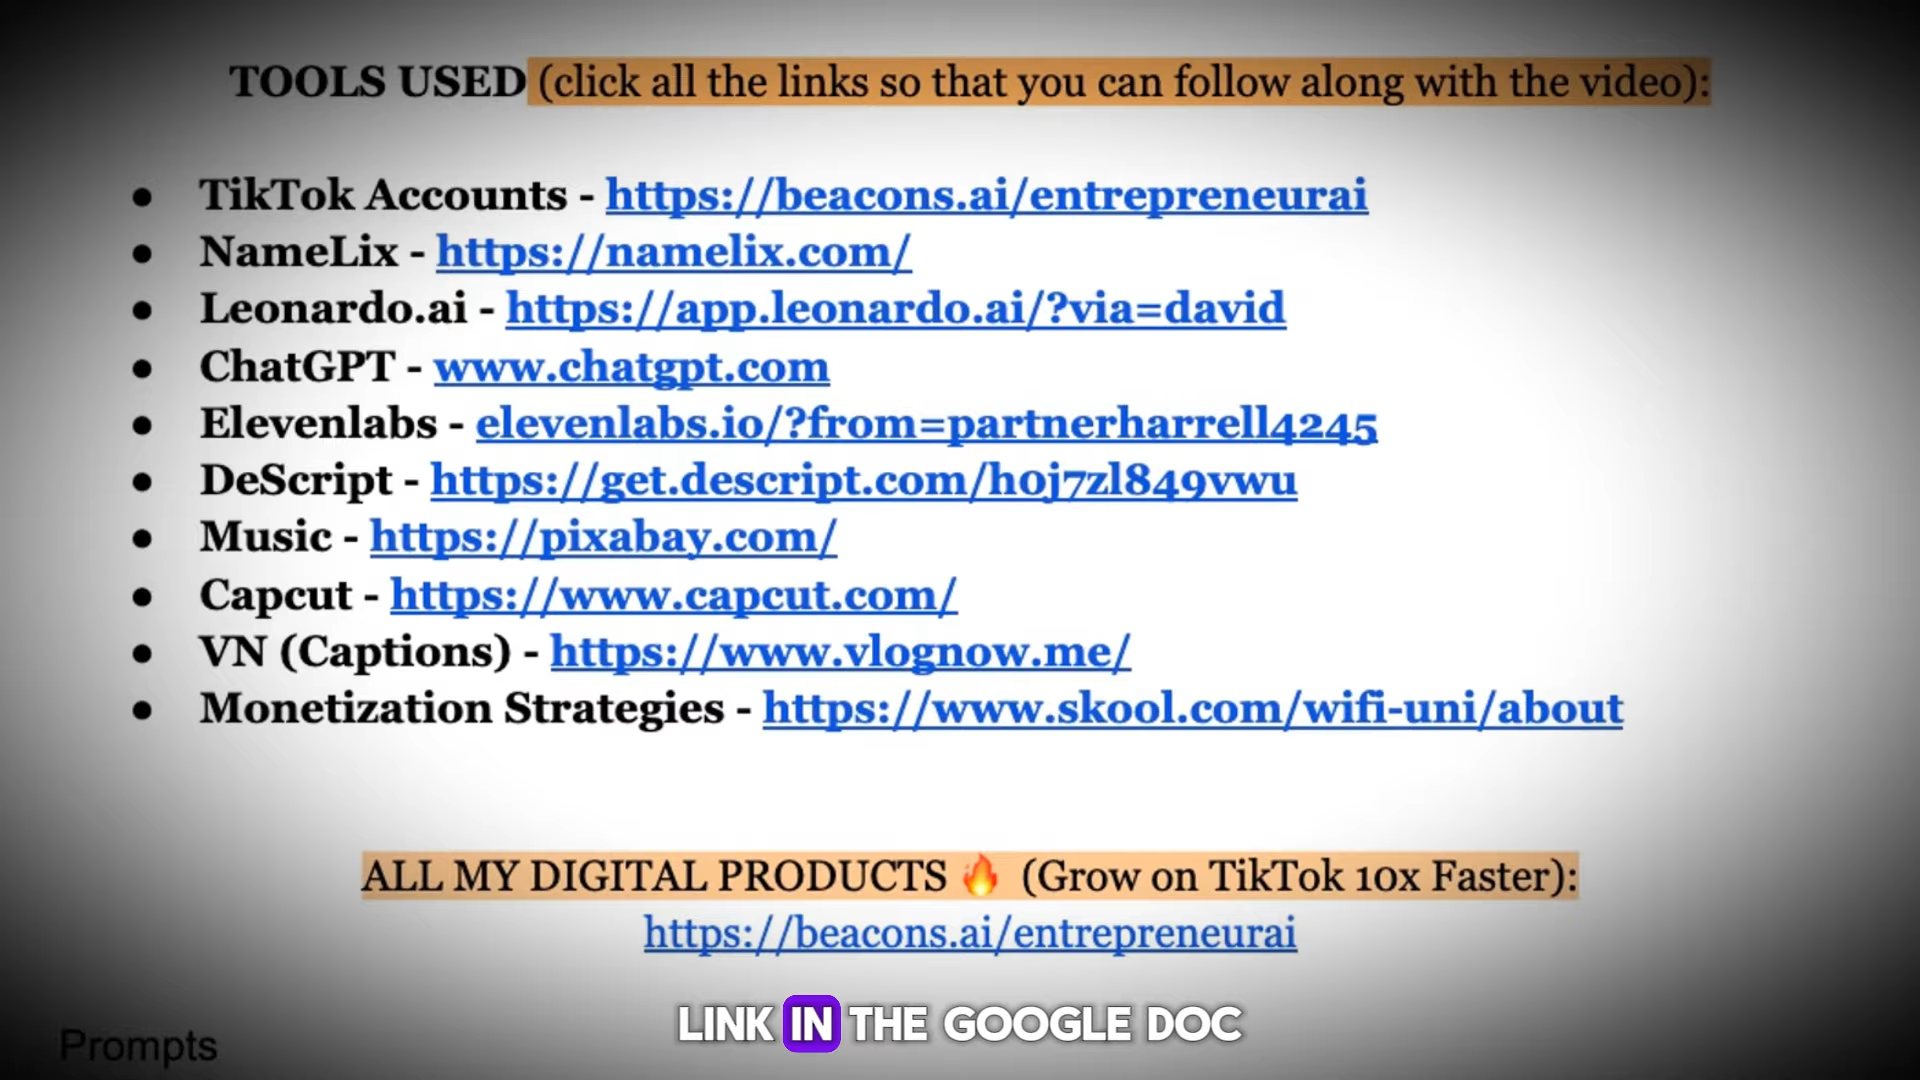 TOOLS USED (click all the links so that you can follow along with the video):
● TikTok Accounts - https://beacons.ai/entrepreneurai
● NameLix - https://namelix.com/
● Leonardo.ai - https://app.leonardo.ai/?via=david
● ChatGPT - www.chatgpt.com
● Elevenlabs - elevenlabs.io/?from=partnerharrell4245
● DeScript - https://get.descript.com/h0j7zl849vwu
● Music - https://pixabay.com/
● Capcut - https://www.capcut.com/
● VN (Captions) - https://www.vlognow.me/
● Monetization Strategies - https://www.skool.com/wifi-uni/about
ALL MY DIGITAL PRODUCTS 🔥 (Grow on TikTok 10x Faster):
https://beacons.ai/entrepreneurai
LINK IN THE GOOGLE DOC
Prompts